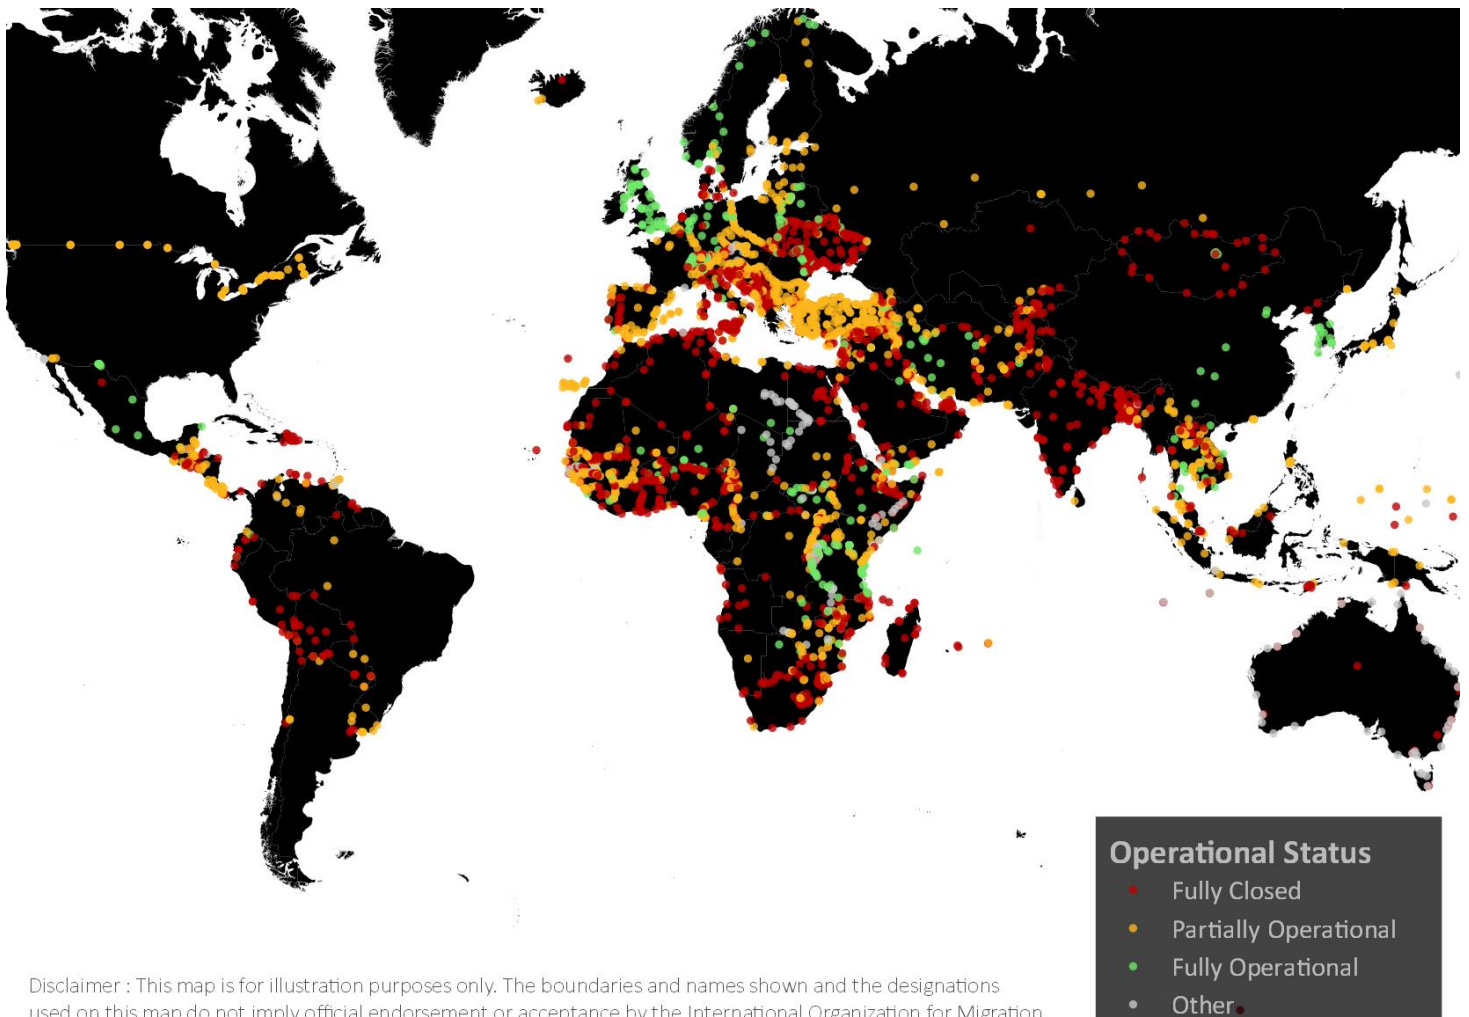 Operational Status
Fully Closed
Partially Operational
Fully Operational
Other
Disclaimer : This map is for illustration purposes only. The boundaries and names shown and the designations
used on this map do not imply official endorsement or acceptance by the International Organization for Migration